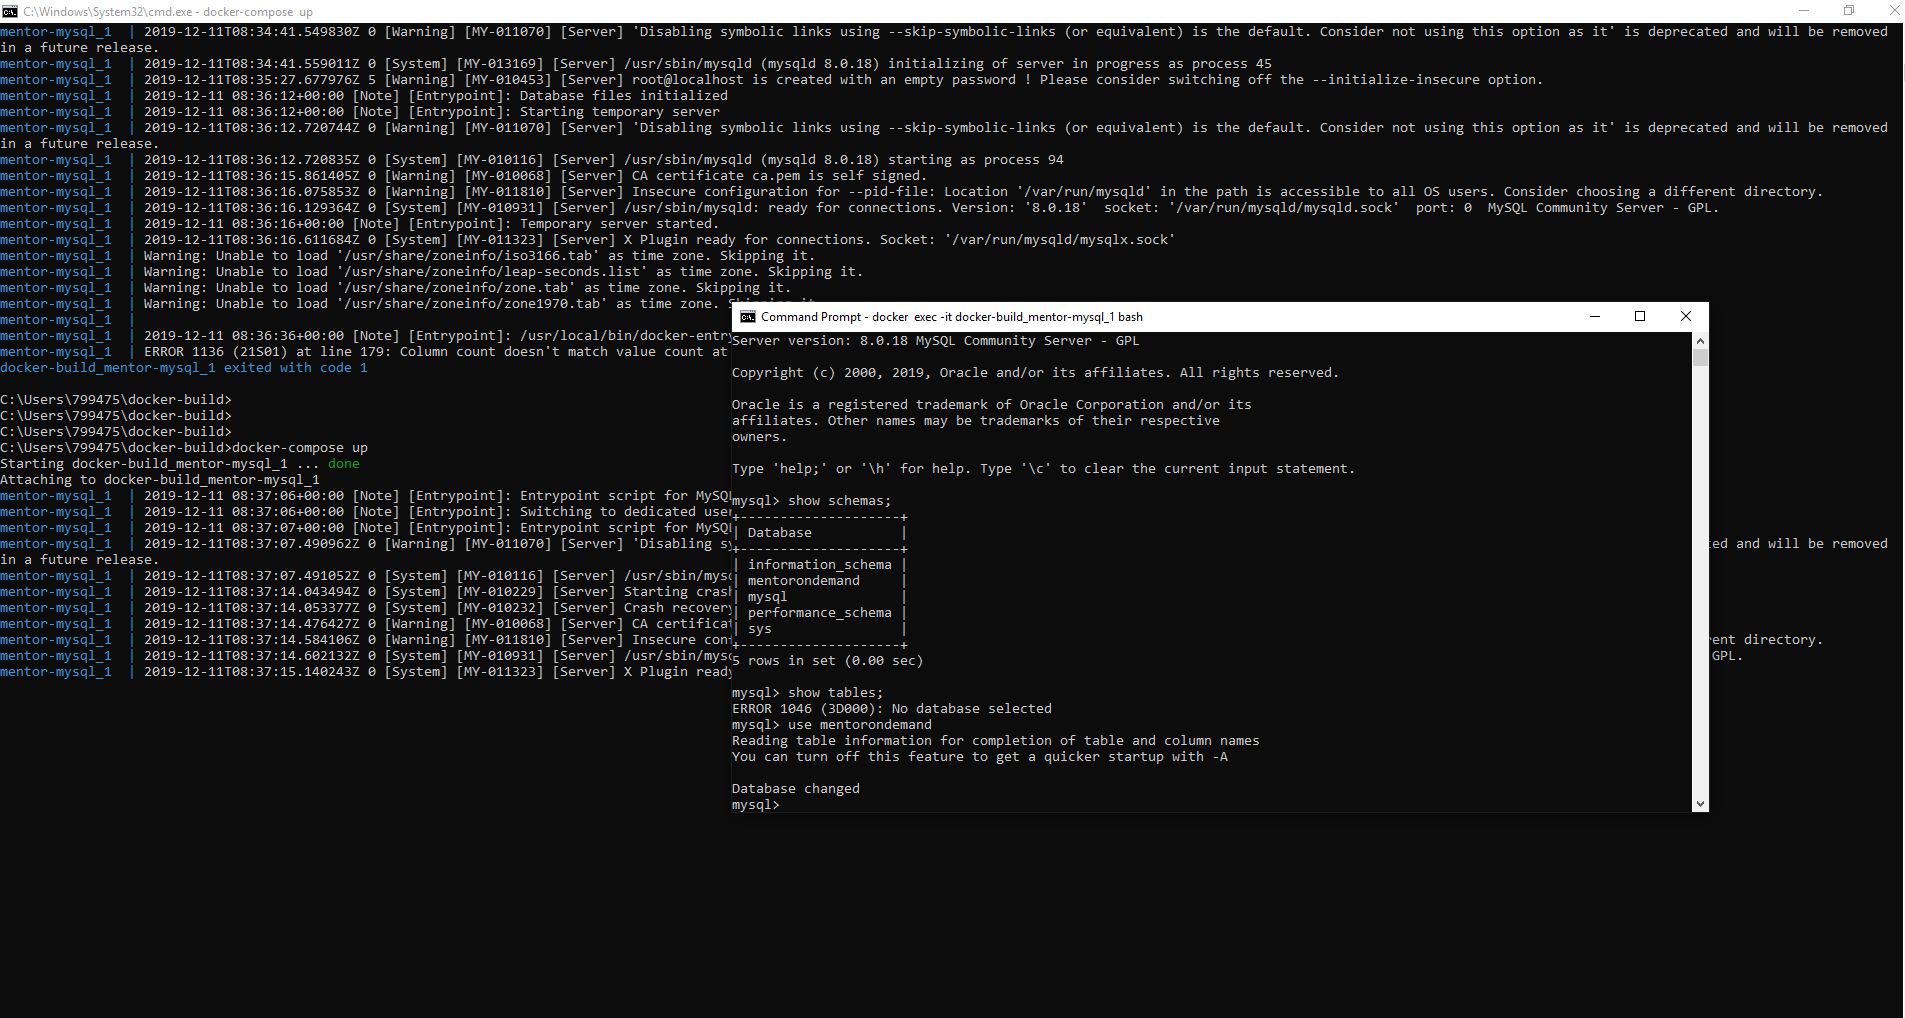 C:\Windows\System32\cmd.exe - docker-compose  up
mentor-mysql_1  | 2019-12-11T08:34:41.549830Z 0 [Warning] [MY-011070] [Server] 'Disabling symbolic links using --skip-symbolic-links (or equivalent) is the default. Consider not using this option as it' is deprecated and will be removed
in a future release.
mentor-mysql_1  | 2019-12-11T08:34:41.559011Z 0 [System] [MY-013169] [Server] /usr/sbin/mysqld (mysqld 8.0.18) initializing of server in progress as process 45
mentor-mysql_1  | 2019-12-11T08:35:27.677976Z 5 [Warning] [MY-010453] [Server] root@localhost is created with an empty password ! Please consider switching off the --initialize-insecure option.
mentor-mysql_1  | 2019-12-11 08:36:12+00:00 [Note] [Entrypoint]: Database files initialized
mentor-mysql_1  | 2019-12-11 08:36:12+00:00 [Note] [Entrypoint]: Starting temporary server
mentor-mysql_1  | 2019-12-11T08:36:12.720744Z 0 [Warning] [MY-011070] [Server] 'Disabling symbolic links using --skip-symbolic-links (or equivalent) is the default. Consider not using this option as it' is deprecated and will be removed
in a future release.
mentor-mysql_1  | 2019-12-11T08:36:12.720835Z 0 [System] [MY-010116] [Server] /usr/sbin/mysqld (mysqld 8.0.18) starting as process 94
mentor-mysql_1  | 2019-12-11T08:36:15.861405Z 0 [Warning] [MY-010068] [Server] CA certificate ca.pem is self signed.
mentor-mysql_1  | 2019-12-11T08:36:16.075853Z 0 [Warning] [MY-011810] [Server] Insecure configuration for --pid-file: Location '/var/run/mysqld' in the path is accessible to all OS users. Consider choosing a different directory.
mentor-mysql_1  | 2019-12-11T08:36:16.129364Z 0 [System] [MY-010931] [Server] /usr/sbin/mysqld: ready for connections. Version: '8.0.18'  socket: '/var/run/mysqld/mysqld.sock'  port: 0  MySQL Community Server - GPL.
mentor-mysql_1  | 2019-12-11 08:36:16+00:00 [Note] [Entrypoint]: Temporary server started.
mentor-mysql_1  | 2019-12-11T08:36:16.611684Z 0 [System] [MY-011323] [Server] X Plugin ready for connections. Socket: '/var/run/mysqld/mysqlx.sock'
mentor-mysql_1  | Warning: Unable to load '/usr/share/zoneinfo/iso3166.tab' as time zone. Skipping it.
mentor-mysql_1  | Warning: Unable to load '/usr/share/zoneinfo/leap-seconds.list' as time zone. Skipping it.
mentor-mysql_1  | Warning: Unable to load '/usr/share/zoneinfo/zone.tab' as time zone. Skipping it.
mentor-mysql_1  | Warning: Unable to load '/usr/share/zoneinfo/zone1970.tab' as time zone. Skipping it.
mentor-mysql_1  |
mentor-mysql_1  | 2019-12-11 08:36:36+00:00 [Note] [Entrypoint]: /usr/local/bin/docker-entr
mentor-mysql_1  | ERROR 1136 (21S01) at line 179: Column count doesn't match value count at
docker-build_mentor-mysql_1 exited with code 1
C:\Users\799475\docker-build>
C:\Users\799475\docker-build>
C:\Users\799475\docker-build>
C:\Users\799475\docker-build>docker-compose up
Starting docker-build_mentor-mysql_1 ... done
Attaching to docker-build_mentor-mysql_1
mentor-mysql_1  | 2019-12-11 08:37:06+00:00 [Note] [Entrypoint]: Entrypoint script for MySQL
mentor-mysql_1  | 2019-12-11 08:37:06+00:00 [Note] [Entrypoint]: Switching to dedicated user
mentor-mysql_1  | 2019-12-11 08:37:07+00:00 [Note] [Entrypoint]: Entrypoint script for MySQL
mentor-mysql_1  | 2019-12-11T08:37:07.490962Z 0 [Warning] [MY-011070] [Server] 'Disabling sy ed and will be removed
in a future release.
mentor-mysql_1  | 2019-12-11T08:37:07.491052Z 0 [System] [MY-010116] [Server] /usr/sbin/mysq
mentor-mysql_1  | 2019-12-11T08:37:14.043494Z 0 [System] [MY-010229] [Server] Starting crash
mentor-mysql_1  | 2019-12-11T08:37:14.053377Z 0 [System] [MY-010232] [Server] Crash recovery
mentor-mysql_1  | 2019-12-11T08:37:14.476427Z 0 [Warning] [MY-010068] [Server] CA certificat
mentor-mysql_1  | 2019-12-11T08:37:14.584106Z 0 [Warning] [MY-011810] [Server] Insecure con ent directory.
mentor-mysql_1  | 2019-12-11T08:37:14.602132Z 0 [System] [MY-010931] [Server] /usr/sbin/mysq GPL.
mentor-mysql_1  | 2019-12-11T08:37:15.140243Z 0 [System] [MY-011323] [Server] X Plugin ready
Command Prompt - docker  exec -it docker-build_mentor-mysql_1 bash
Server version: 8.0.18 MySQL Community Server - GPL
Copyright (c) 2000, 2019, Oracle and/or its affiliates. All rights reserved.
Oracle is a registered trademark of Oracle Corporation and/or its
affiliates. Other names may be trademarks of their respective
owners.
Type 'help;' or '\h' for help. Type '\c' to clear the current input statement.
mysql> show schemas;
+--------------------+
| Database           |
+--------------------+
| information_schema |
| mentorondemand     |
| mysql              |
| performance_schema |
| sys                |
+--------------------+
5 rows in set (0.00 sec)
mysql> show tables;
ERROR 1046 (3D000): No database selected
mysql> use mentorondemand
Reading table information for completion of table and column names
You can turn off this feature to get a quicker startup with -A
Database changed
mysql>